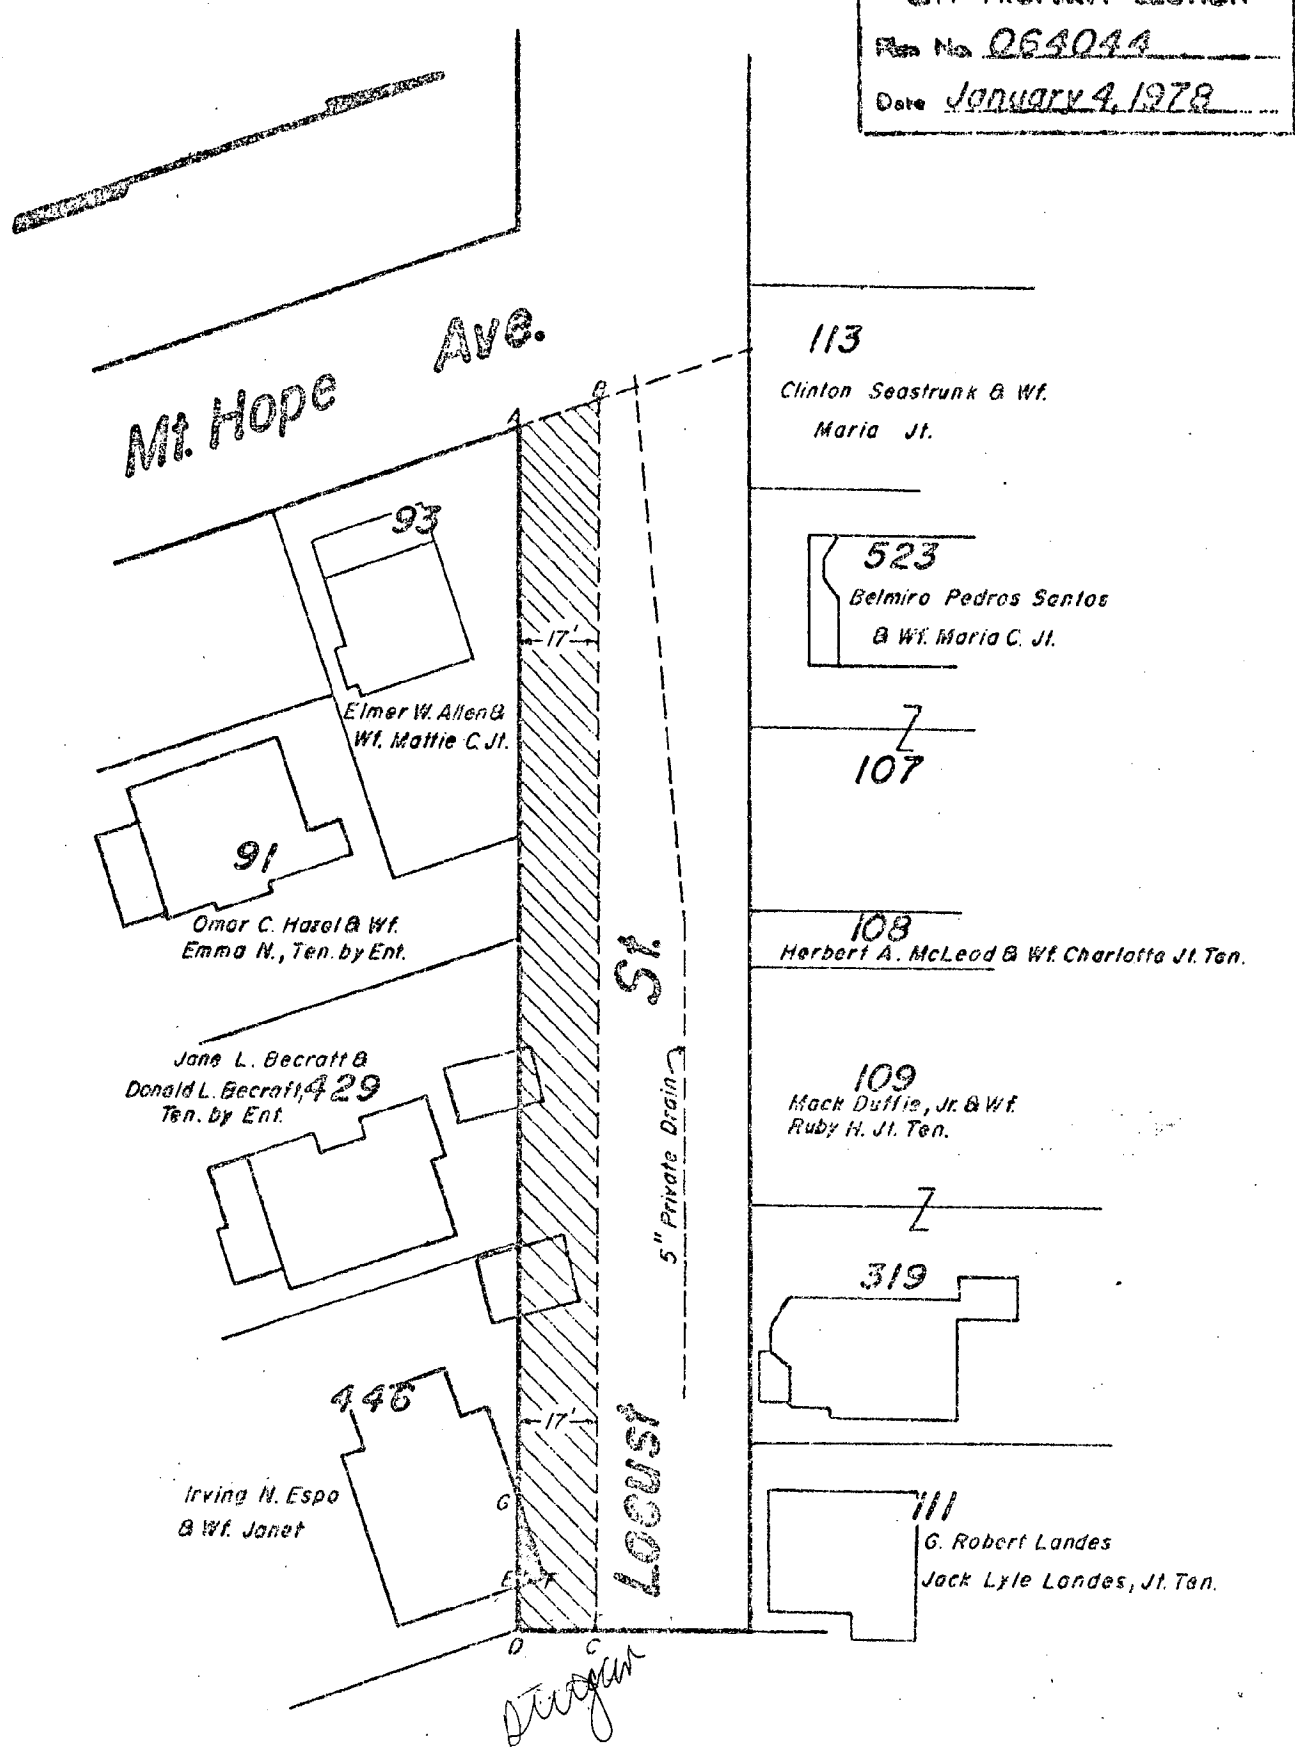 CITY PROPERTY SECTION
Plan No. 064044
Date January 4, 1978
Mt. Hope Ave.
A
B
113
Clinton Seastrunk & Wf.
Maria Jt.
93
Elmer W. Allen &
Wf. Mattie C. Jt.
17'
523
Belmiro Pedros Santos
& Wf. Maria C. Jt.
107
91
Omar C. Hazel & Wf.
Emma N., Ten. by Ent.
108
Herbert A. McLeod & Wf. Charlotte Jt. Ten.
Jane L. Becraft &
Donald L. Becraft, 429
Ten. by Ent.
109
Mack Duffie, Jr. & Wf.
Ruby H. Jt. Ten.
5" Private Drain
Locust St.
319
446
17'
Irving N. Espo
& Wf. Janet
G
E
F
111
G. Robert Landes
Jack Lyle Landes, Jt. Ten.
D
C